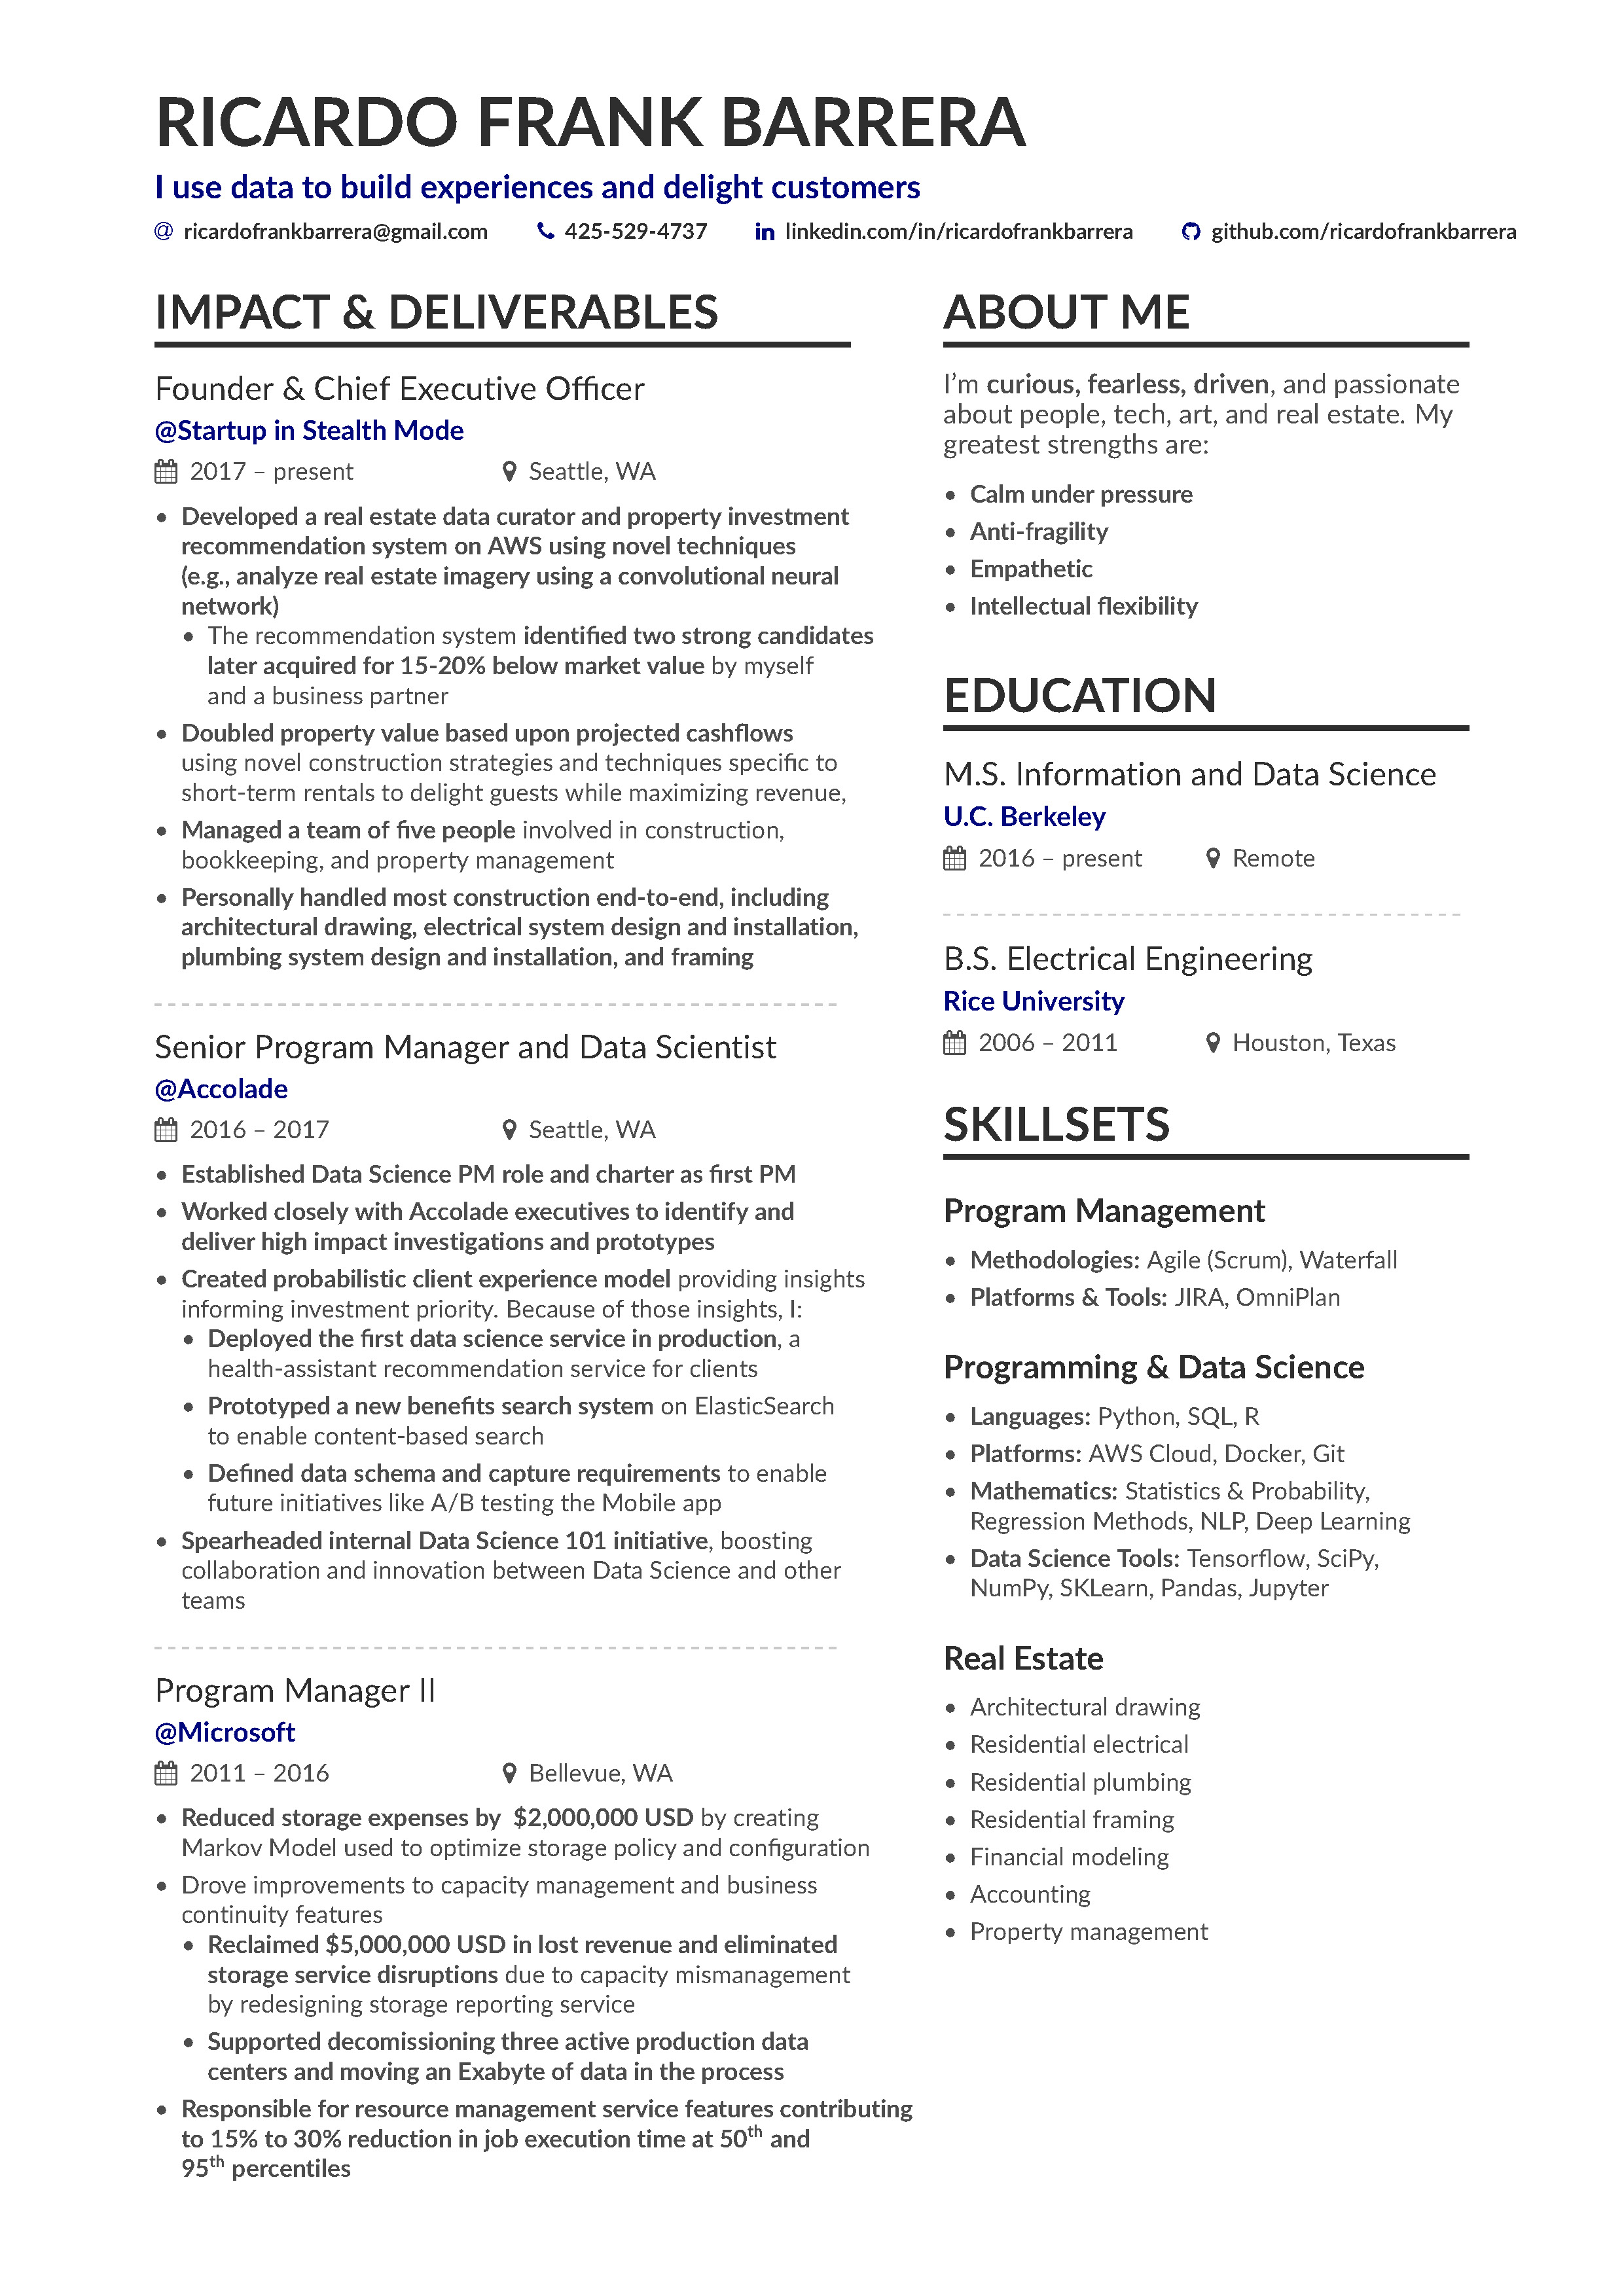 RICARDO FRANK BARRERA
I use data to build experiences and delight customers
@ ricardofrankbarrera@gmail.com 425-529-4737 in linkedin.com/in/ricardofrankbarrera github.com/ricardofrankbarrera
IMPACT & DELIVERABLES
Founder & Chief Executive Officer
@Startup in Stealth Mode
2017 – present Seattle, WA
• Developed a real estate data curator and property investment
recommendation system on AWS using novel techniques
(e.g., analyze real estate imagery using a convolutional neural
network)
• The recommendation system identified two strong candidates
later acquired for 15-20% below market value by myself
and a business partner
• Doubled property value based upon projected cashflows
using novel construction strategies and techniques specific to
short-term rentals to delight guests while maximizing revenue,
• Managed a team of five people involved in construction,
bookkeeping, and property management
• Personally handled most construction end-to-end, including
architectural drawing, electrical system design and installation,
plumbing system design and installation, and framing
Senior Program Manager and Data Scientist
@Accolade
2016 – 2017 Seattle, WA
• Established Data Science PM role and charter as first PM
• Worked closely with Accolade executives to identify and
deliver high impact investigations and prototypes
• Created probabilistic client experience model providing insights
informing investment priority. Because of those insights, I:
• Deployed the first data science service in production, a
health-assistant recommendation service for clients
• Prototyped a new benefits search system on ElasticSearch
to enable content-based search
• Defined data schema and capture requirements to enable
future initiatives like A/B testing the Mobile app
• Spearheaded internal Data Science 101 initiative, boosting
collaboration and innovation between Data Science and other
teams
Program Manager II
@Microsoft
2011 – 2016 Bellevue, WA
• Reduced storage expenses by $2,000,000 USD by creating
Markov Model used to optimize storage policy and configuration
• Drove improvements to capacity management and business
continuity features
• Reclaimed $5,000,000 USD in lost revenue and eliminated
storage service disruptions due to capacity mismanagement
by redesigning storage reporting service
• Supported decomissioning three active production data
centers and moving an Exabyte of data in the process
• Responsible for resource management service features contributing
to 15% to 30% reduction in job execution time at 50th and
95th percentiles
ABOUT ME
I'm curious, fearless, driven, and passionate
about people, tech, art, and real estate. My
greatest strengths are:
• Calm under pressure
• Anti-fragility
• Empathetic
• Intellectual flexibility
EDUCATION
M.S. Information and Data Science
U.C. Berkeley
2016 – present Remote
B.S. Electrical Engineering
Rice University
2006 – 2011 Houston, Texas
SKILLSETS
Program Management
• Methodologies: Agile (Scrum), Waterfall
• Platforms & Tools: JIRA, OmniPlan
Programming & Data Science
• Languages: Python, SQL, R
• Platforms: AWS Cloud, Docker, Git
• Mathematics: Statistics & Probability,
Regression Methods, NLP, Deep Learning
• Data Science Tools: Tensorflow, SciPy,
NumPy, SKLearn, Pandas, Jupyter
Real Estate
• Architectural drawing
• Residential electrical
• Residential plumbing
• Residential framing
• Financial modeling
• Accounting
• Property management